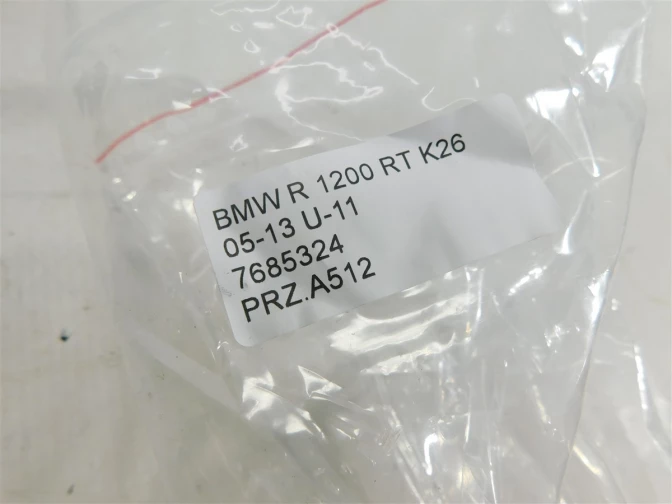 BMW R 1200 RT K26
05-13 U-11
7685324
PRZ.A512